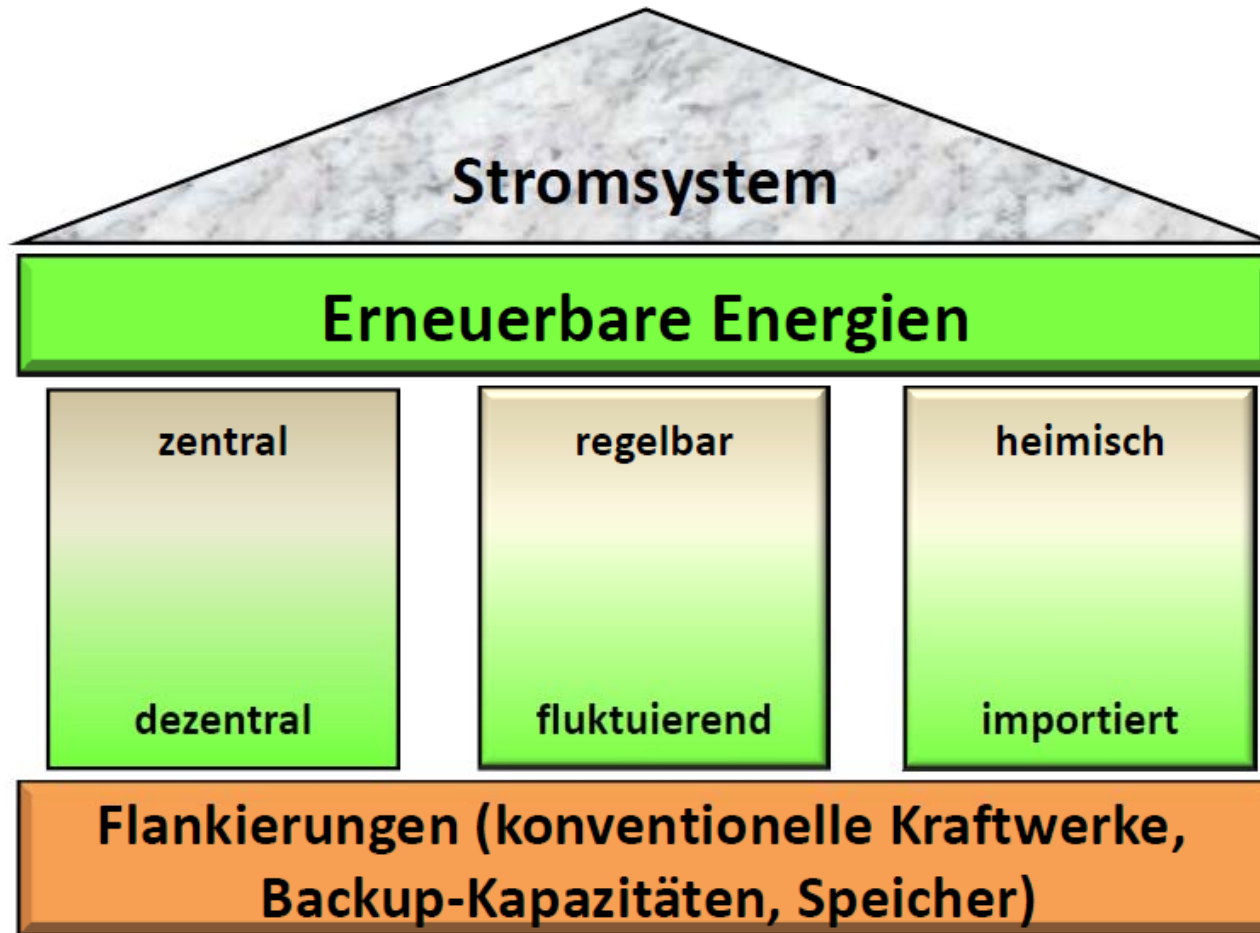 Stromsystem
Erneuerbare Energien
zentral
regelbar
heimisch
dezentral
fluktuierend
importiert
Flankierungen (konventionelle Kraftwerke,
Backup-Kapazitäten, Speicher)